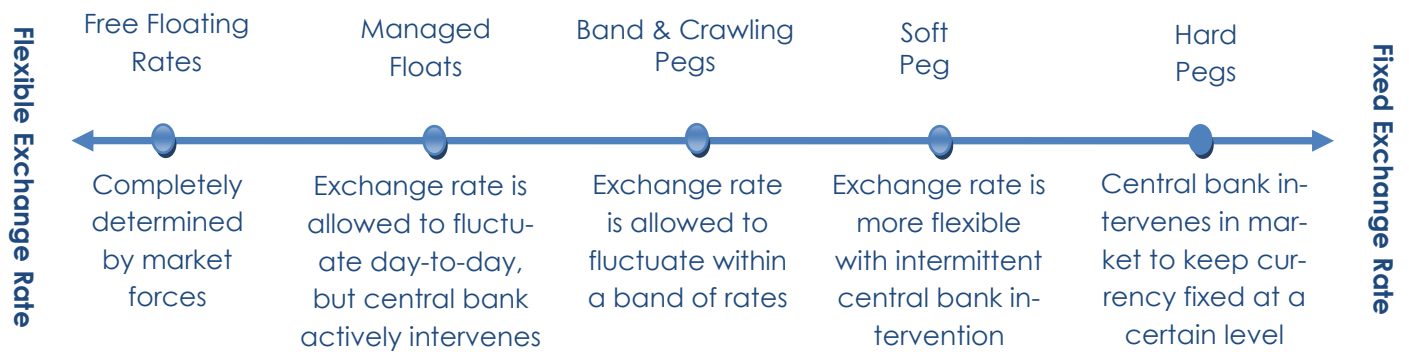 Flexible Exchange Rate
Free Floating
Rates
Completely
determined
by market
forces
Managed
Floats
Exchange rate is
allowed to fluctu-
ate day-to-day,
but central bank
actively intervenes
Band & Crawling
Pegs
Exchange rate
is allowed to
fluctuate within
a band of rates
Soft
Peg
Exchange rate is
more flexible
with intermittent
central bank in-
tervention
Hard
Pegs
Central bank in-
tervenes in mar-
ket to keep cur-
rency fixed at a
certain level
Fixed Exchange Rate